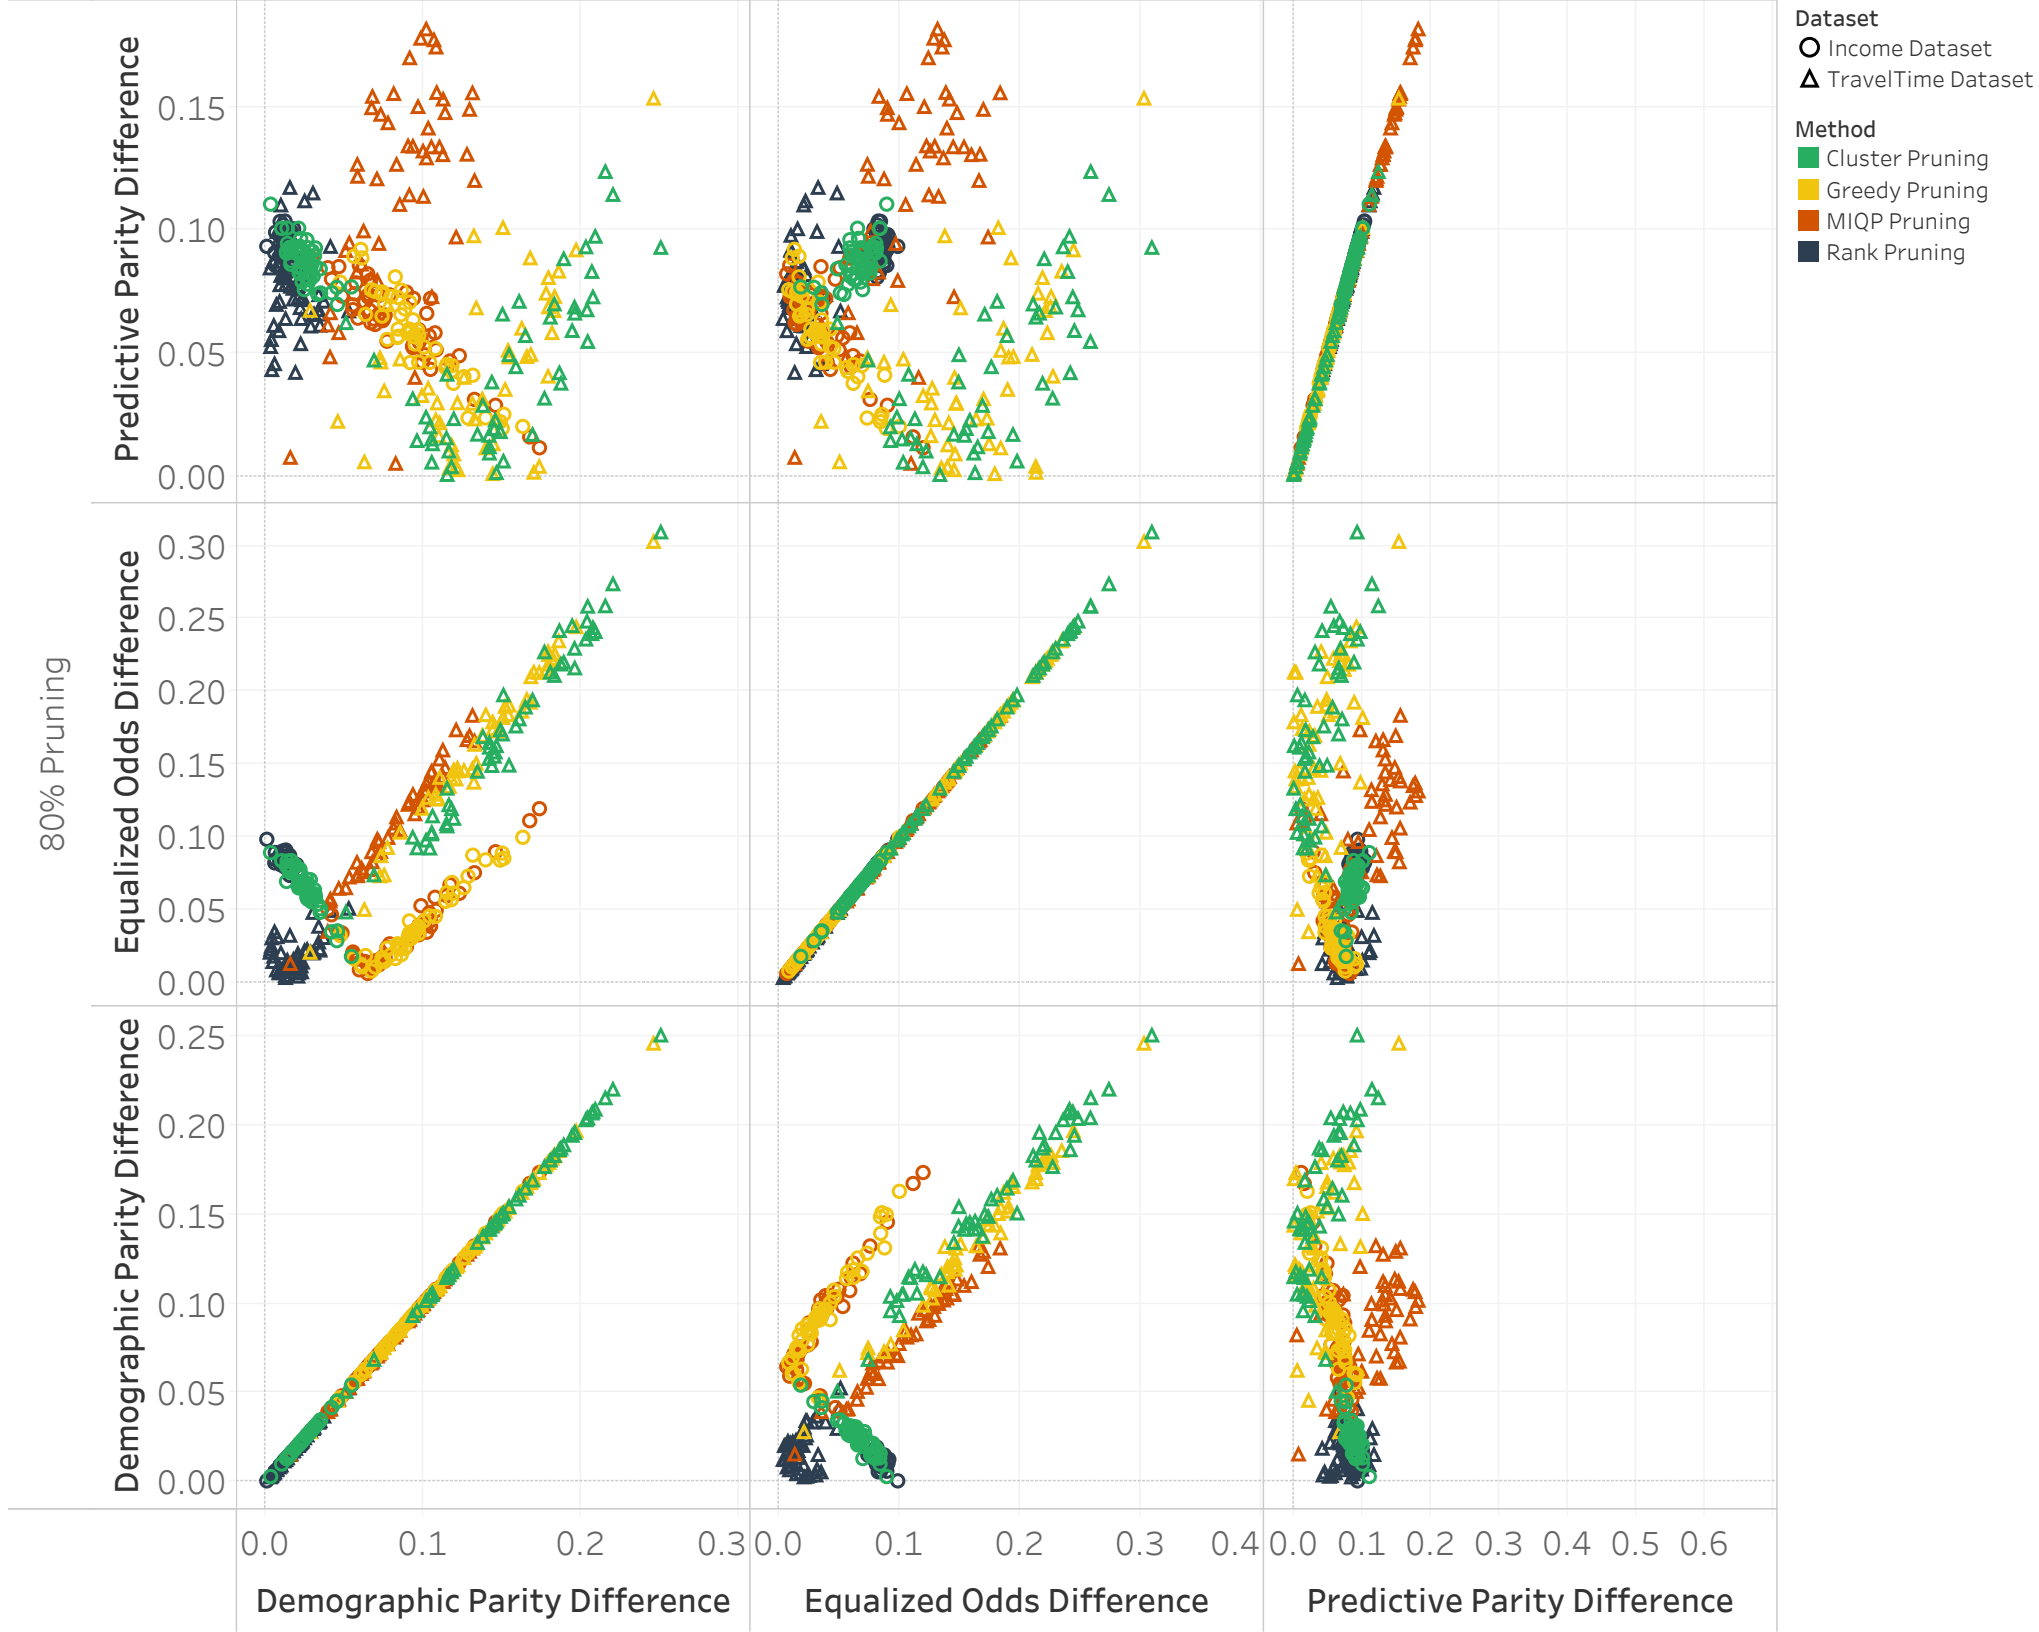 Dataset
Income Dataset
TravelTime Dataset
Method
Cluster Pruning
Greedy Pruning
MIQP Pruning
Rank Pruning
80% Pruning
Predictive Parity Difference
0.15
0.10
0.05
0.00
Equalized Odds Difference
0.30
0.25
0.20
0.15
0.10
0.05
0.00
Demographic Parity Difference
0.25
0.20
0.15
0.10
0.05
0.00
0.0 0.1 0.2 0.3 0.0 0.1 0.2 0.3 0.4 0.0 0.1 0.2 0.3 0.4 0.5 0.6
Demographic Parity Difference Equalized Odds Difference Predictive Parity Difference